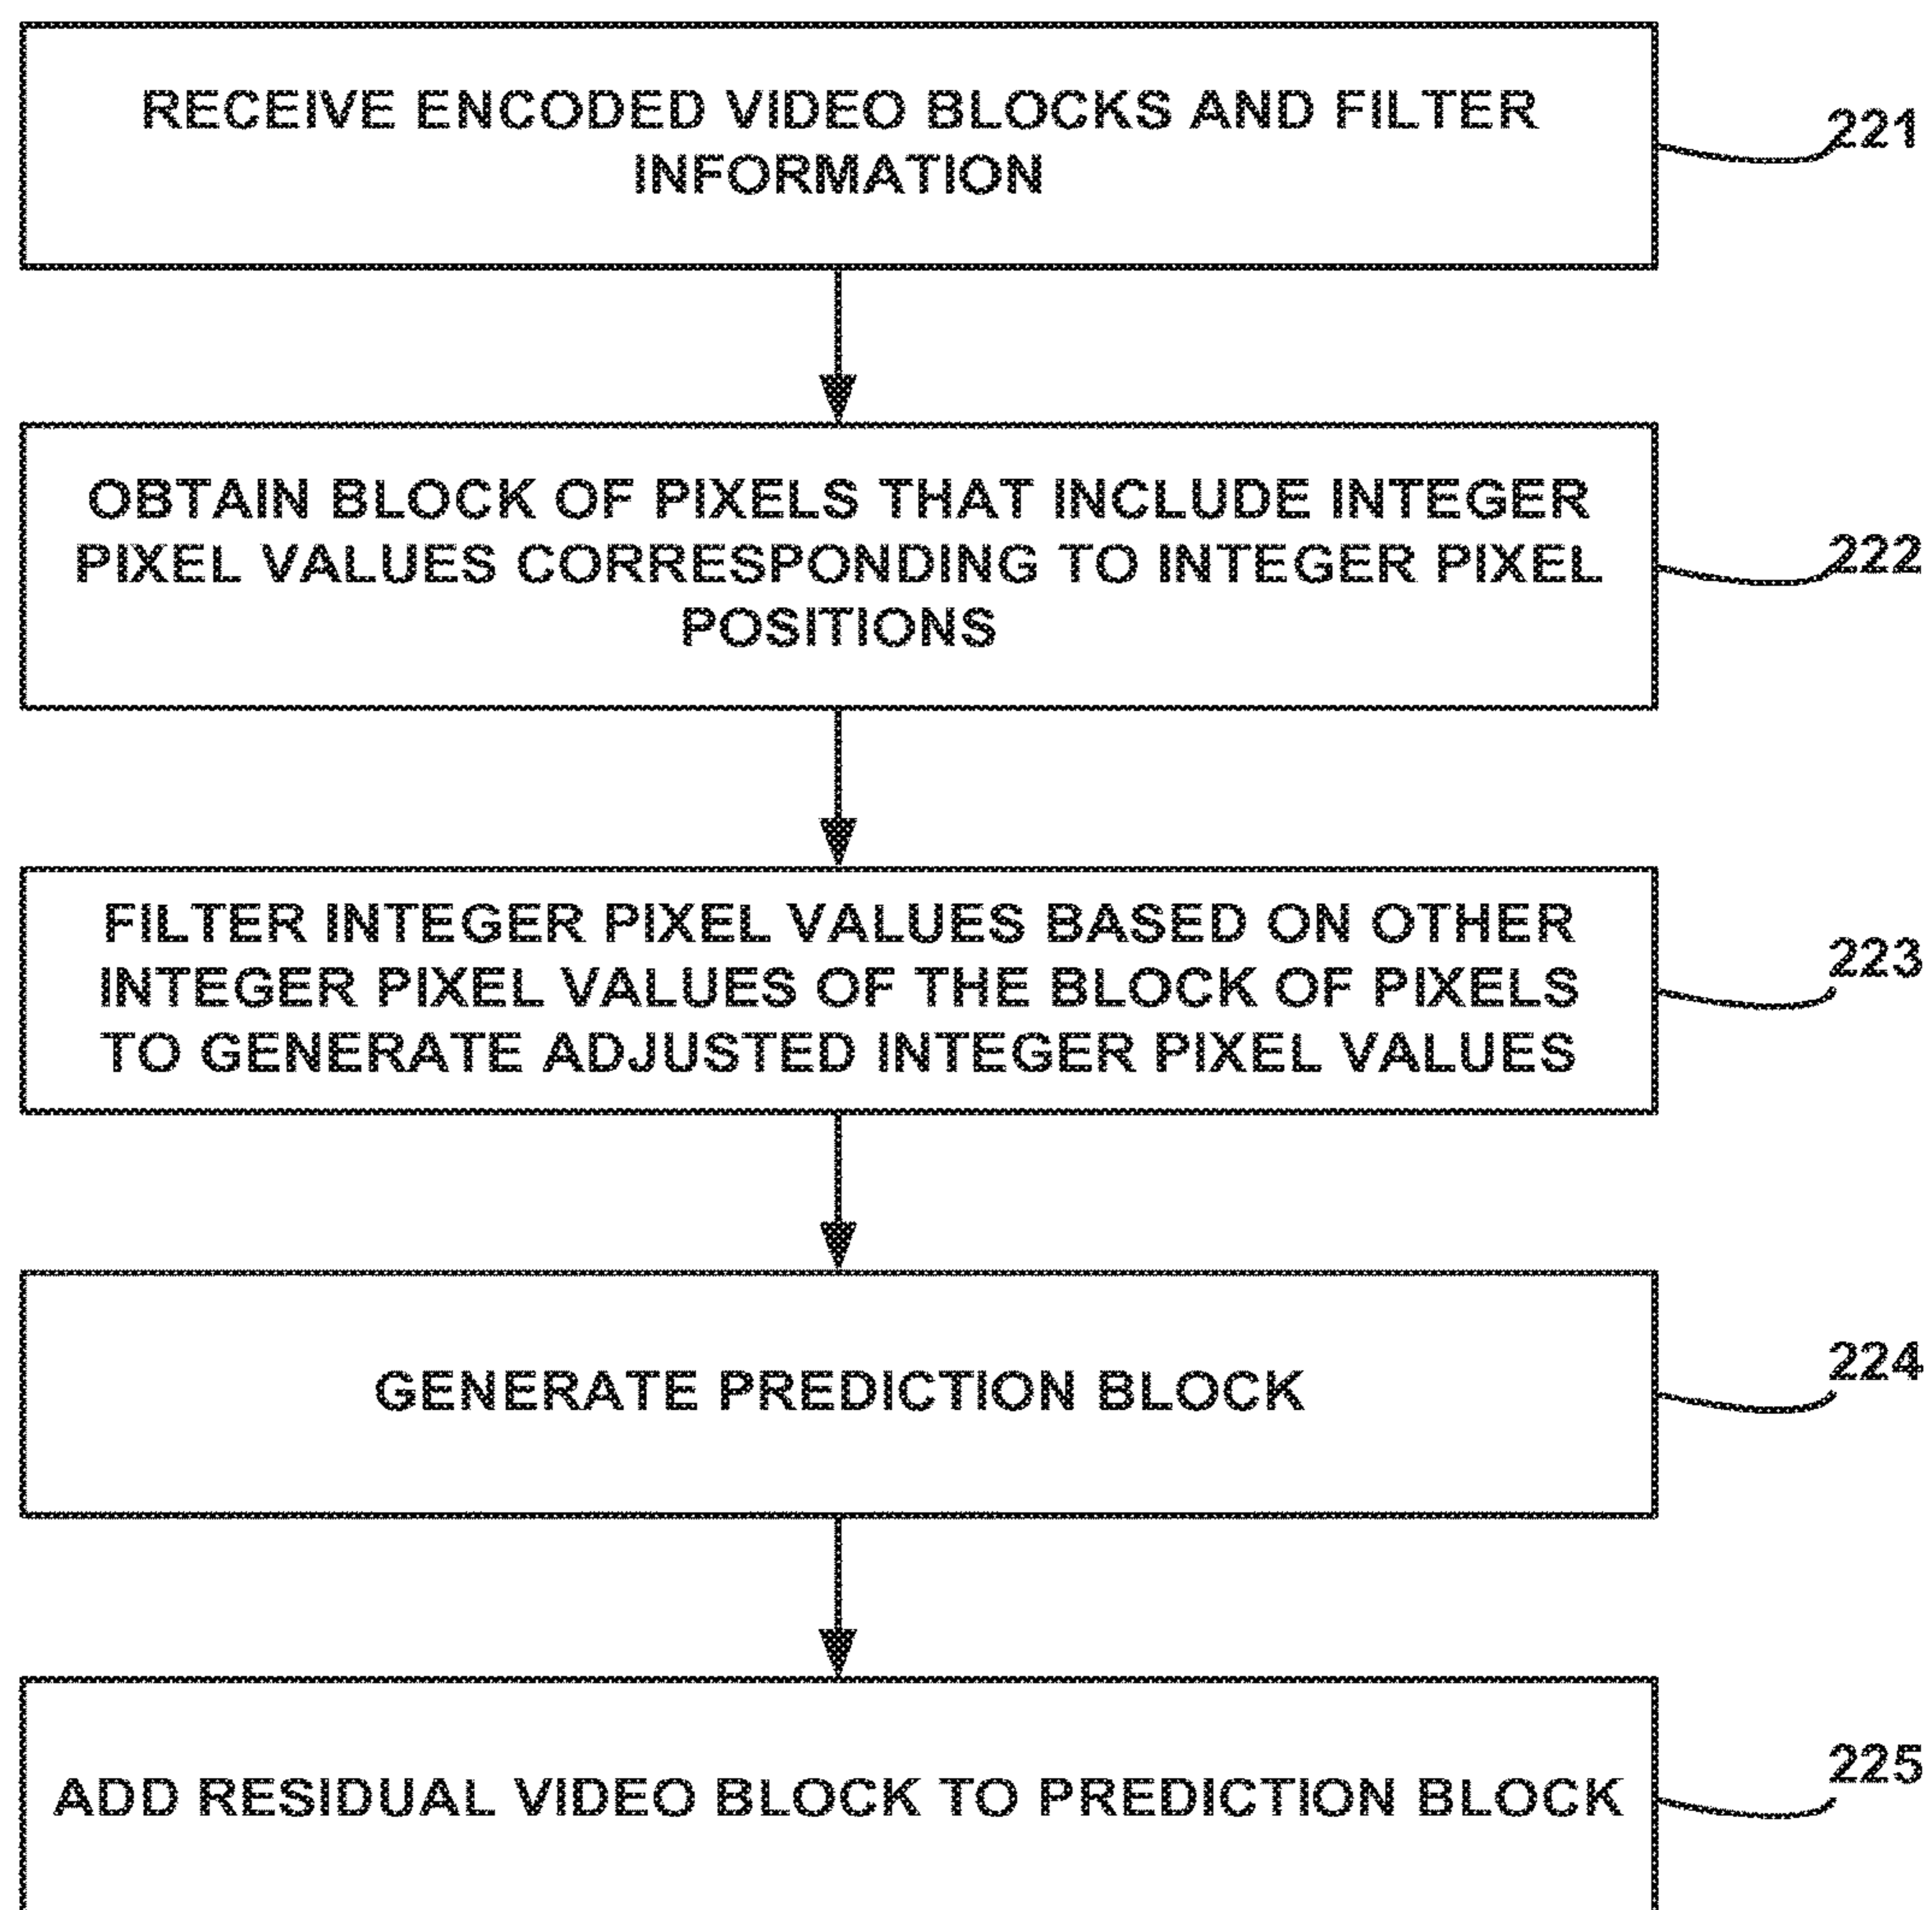 RECEIVE ENCODED VIDEO BLOCKS AND FILTER
INFORMATION
221
OBTAIN BLOCK OF PIXELS THAT INCLUDE INTEGER
PIXEL VALUES CORRESPONDING TO INTEGER PIXEL
POSITIONS
222
FILTER INTEGER PIXEL VALUES BASED ON OTHER
INTEGER PIXEL VALUES OF THE BLOCK OF PIXELS
TO GENERATE ADJUSTED INTEGER PIXEL VALUES
223
GENERATE PREDICTION BLOCK
224
ADD RESIDUAL VIDEO BLOCK TO PREDICTION BLOCK
225